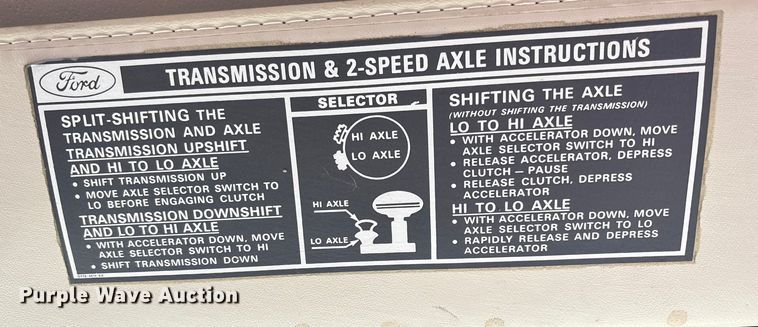 Ford
TRANSMISSION & 2-SPEED AXLE INSTRUCTIONS
SPLIT-SHIFTING THE
TRANSMISSION AND AXLE
TRANSMISSION UPSHIFT
AND HI TO LO AXLE
• SHIFT TRANSMISSION UP
• MOVE AXLE SELECTOR SWITCH TO
LO BEFORE ENGAGING CLUTCH
TRANSMISSION DOWNSHIFT
AND LO TO HI AXLE
• WITH ACCELERATOR DOWN, MOVE
AXLE SELECTOR SWITCH TO HI
• SHIFT TRANSMISSION DOWN
SELECTOR
HI AXLE
LO AXLE
HI AXLE
LO AXLE
SHIFTING THE AXLE
(WITHOUT SHIFTING THE TRANSMISSION)
LO TO HI AXLE
• WITH ACCELERATOR DOWN, MOVE
AXLE SELECTOR SWITCH TO HI
• RELEASE ACCELERATOR, DEPRESS
CLUTCH — PAUSE
• RELEASE CLUTCH, DEPRESS
ACCELERATOR
HI TO LO AXLE
• WITH ACCELERATOR DOWN, MOVE
AXLE SELECTOR SWITCH TO LO
• RAPIDLY RELEASE AND DEPRESS
ACCELERATOR
Purple Wave Auction